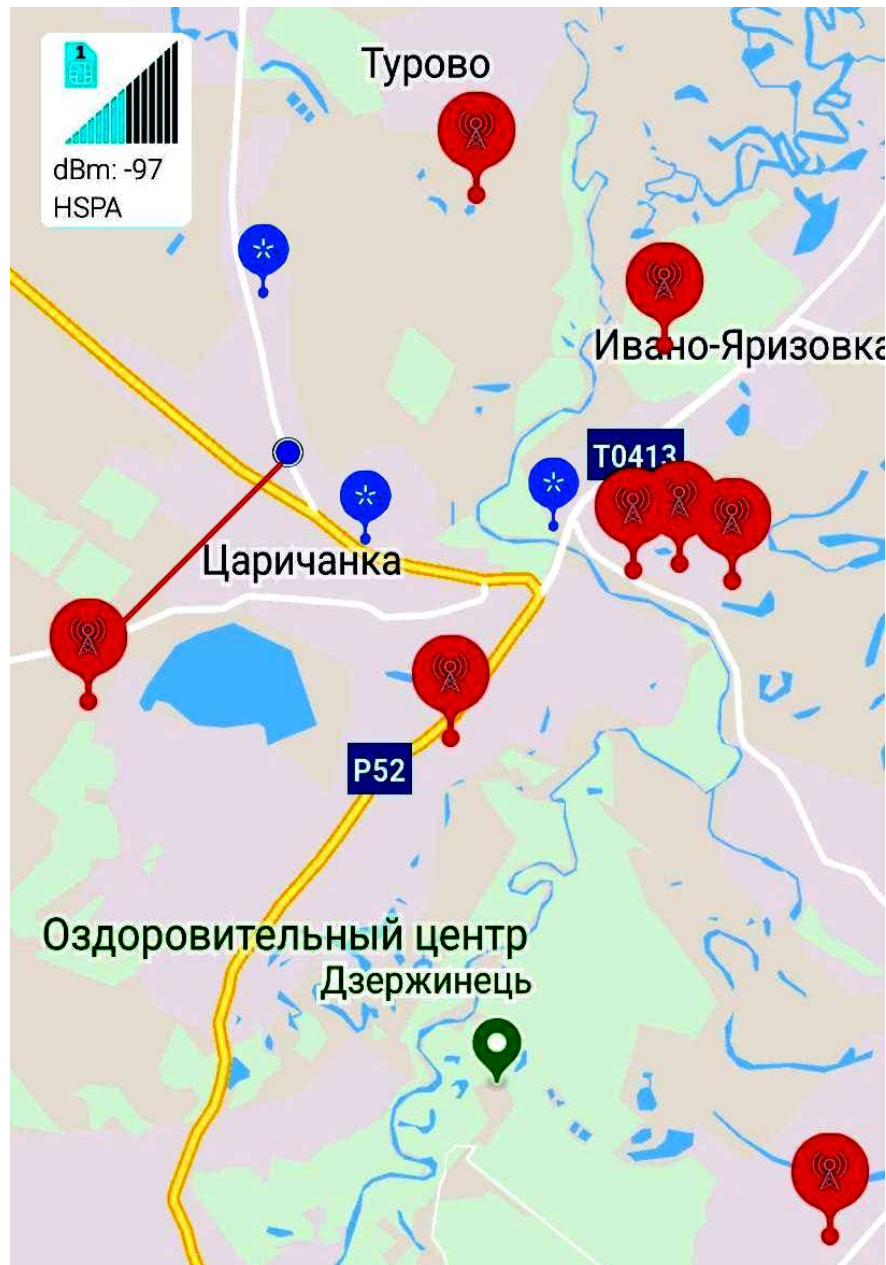 1
dBm: -97
HSPA
Турово
Ивано-Яризовка
T0413
Царичанка
P52
Оздоровительный центр
Дзержинець